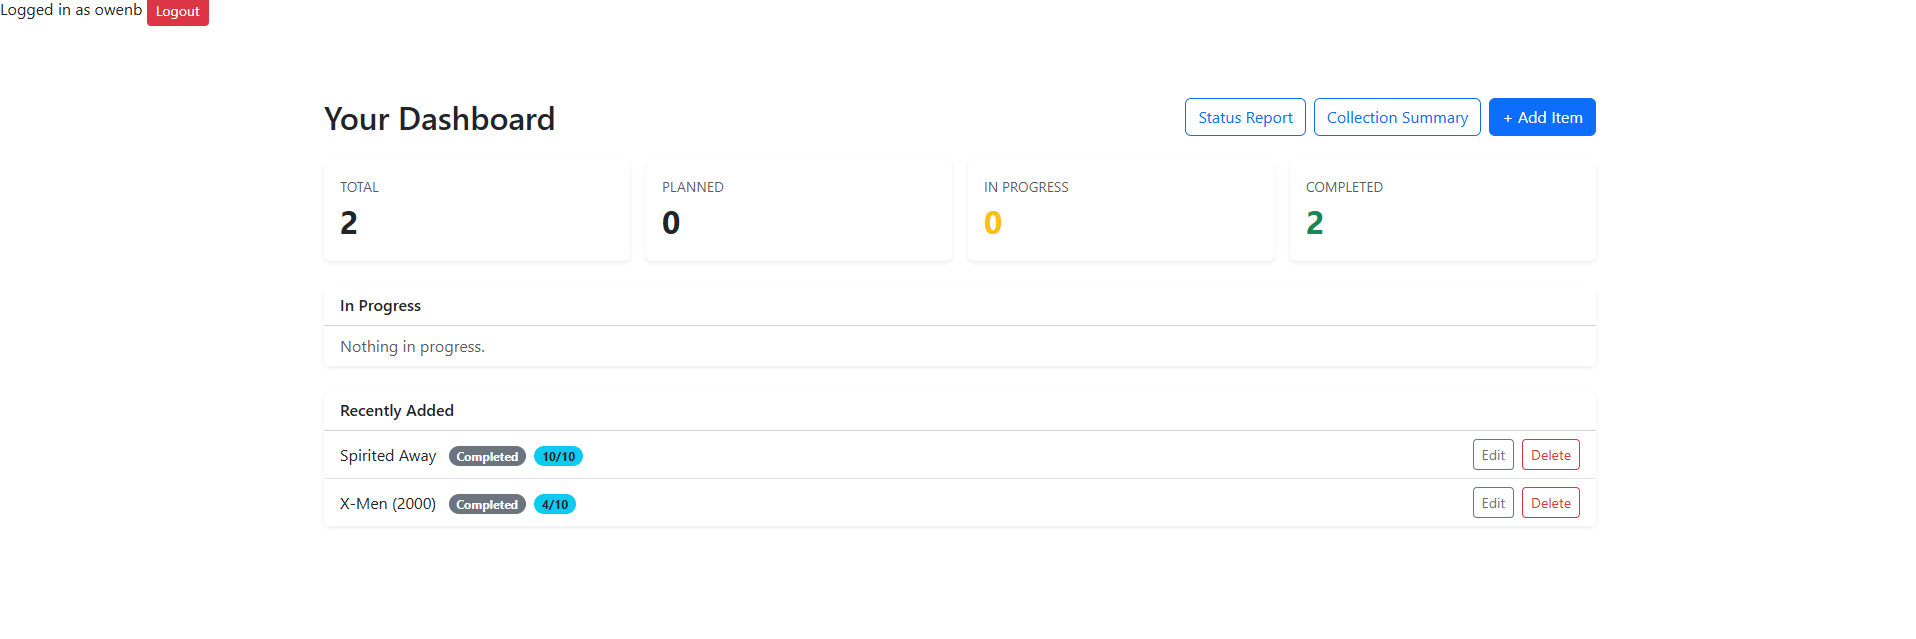 Logged in as owenb Logout
Your Dashboard Status Report Collection Summary + Add Item
TOTAL PLANNED IN PROGRESS COMPLETED
2 0 0 2
In Progress
Nothing in progress.
Recently Added
Spirited Away Completed 10/10 Edit Delete
X-Men (2000) Completed 4/10 Edit Delete